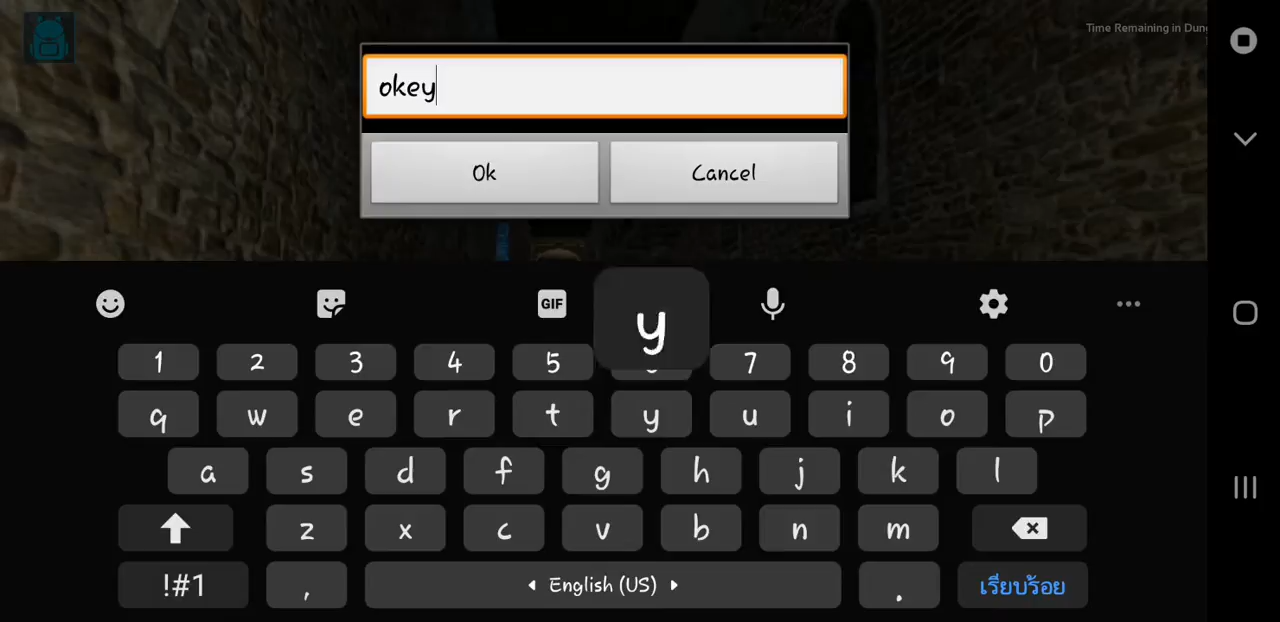 Time Remaining in Dung
okey
Ok Cancel
GIF
y
1 2 3 4 5 7 8 9 0
q w e r t y u i o p
a s d f g h j k l
z x c v b n m
!#1 , English (US) . เรียบร้อย